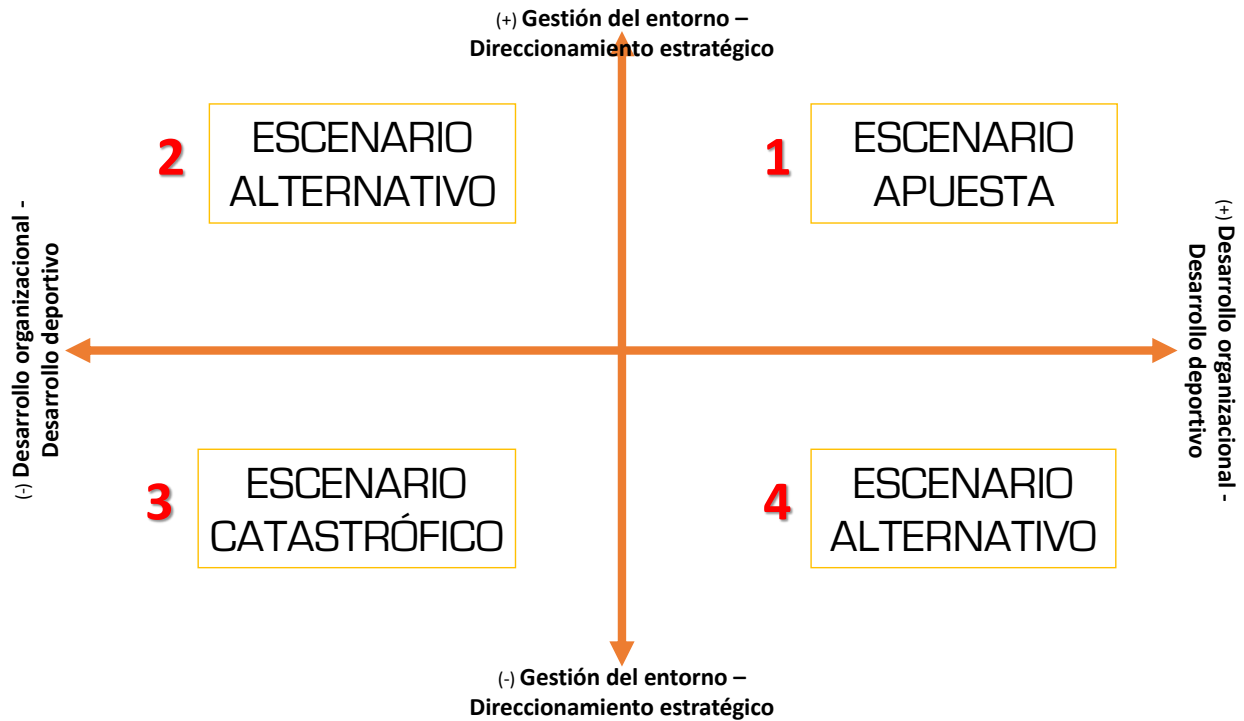 (+) Gestión del entorno –
Direccionamiento estratégico
2
ESCENARIO
ALTERNATIVO
1
ESCENARIO
APUESTA
(-) Desarrollo organizacional -
Desarrollo deportivo
(+) Desarrollo organizacional -
Desarrollo deportivo
3
ESCENARIO
CATASTRÓFICO
4
ESCENARIO
ALTERNATIVO
(-) Gestión del entorno –
Direccionamiento estratégico